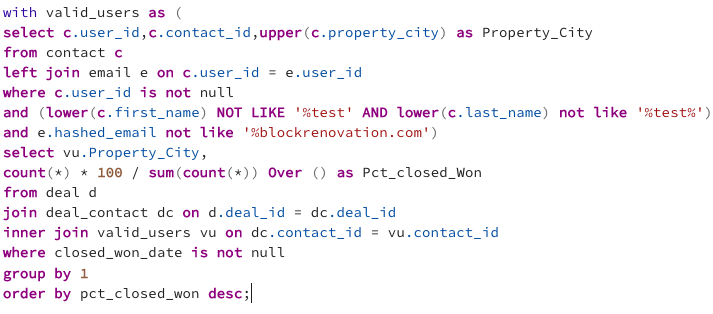 with valid_users as (
select c.user_id,c.contact_id,upper(c.property_city) as Property_City
from contact c
left join email e on c.user_id = e.user_id
where c.user_id is not null
and (lower(c.first_name) NOT LIKE '%test' AND lower(c.last_name) not like '%test%')
and e.hashed_email not like '%blockrenovation.com')
select vu.Property_City,
count(*) * 100 / sum(count(*)) Over () as Pct_closed_Won
from deal d
join deal_contact dc on d.deal_id = dc.deal_id
inner join valid_users vu on dc.contact_id = vu.contact_id
where closed_won_date is not null
group by 1
order by pct_closed_won desc;